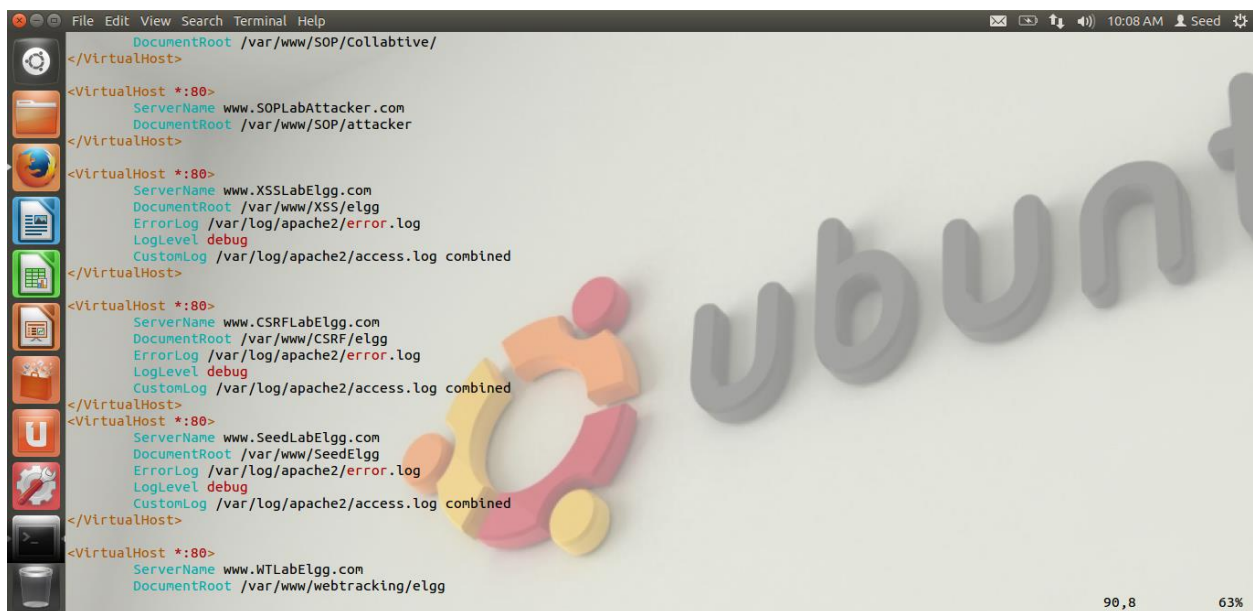 File Edit View Search Terminal Help 10:08 AM Seed
DocumentRoot /var/www/SOP/Collabtive/
</VirtualHost>
<VirtualHost *:80>
ServerName www.SOPLabAttacker.com
DocumentRoot /var/www/SOP/attacker
</VirtualHost>
<VirtualHost *:80>
ServerName www.XSSLabElgg.com
DocumentRoot /var/www/XSS/elgg
ErrorLog /var/log/apache2/error.log
LogLevel debug
CustomLog /var/log/apache2/access.log combined
</VirtualHost>
<VirtualHost *:80>
ServerName www.CSRFLabElgg.com
DocumentRoot /var/www/CSRF/elgg
ErrorLog /var/log/apache2/error.log
LogLevel debug
CustomLog /var/log/apache2/access.log combined
</VirtualHost>
<VirtualHost *:80>
ServerName www.SeedLabElgg.com
DocumentRoot /var/www/SeedElgg
ErrorLog /var/log/apache2/error.log
LogLevel debug
CustomLog /var/log/apache2/access.log combined
</VirtualHost>
<VirtualHost *:80>
ServerName www.WTLabElgg.com
DocumentRoot /var/www/webtracking/elgg
90,8 63%
ubunt